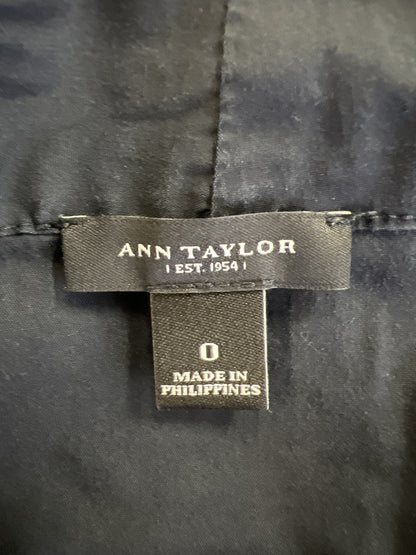 ANN TAYLOR
| EST. 1954 |
0
MADE IN
PHILIPPINES